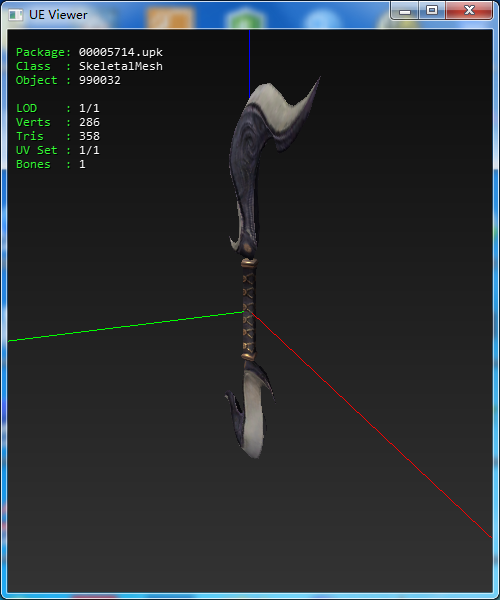 UE Viewer
Package: 00005714.upk
Class : SkeletalMesh
Object : 990032
LOD : 1/1
Verts : 286
Tris : 358
UV Set : 1/1
Bones : 1